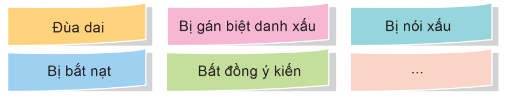 Đùa dai
Bị gán biệt danh xấu
Bị nói xấu
Bị bắt nạt
Bất đồng ý kiến
...